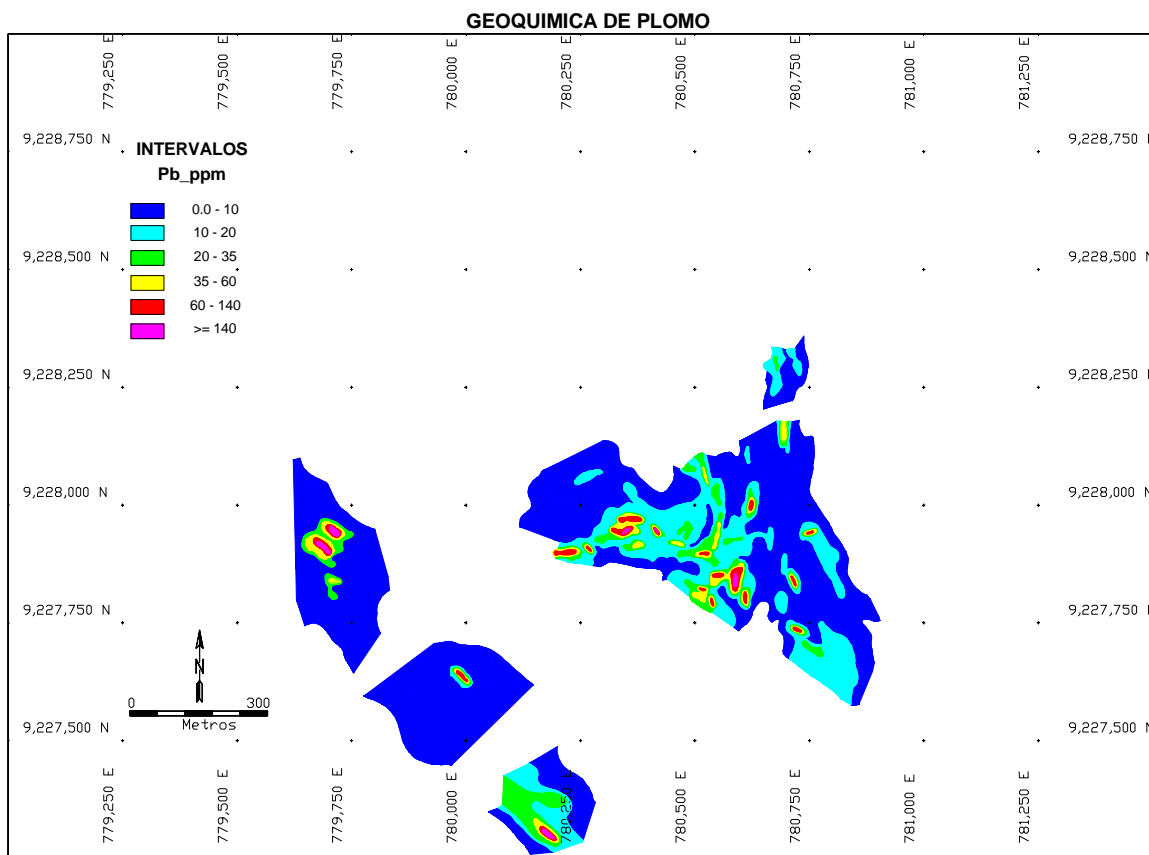 GEOQUIMICA DE PLOMO
779,250 E
779,500 E
779,750 E
780,000 E
780,250 E
780,500 E
780,750 E
781,000 E
781,250 E
9,228,750 N
9,228,750 N
INTERVALOS
Pb_ppm
0.0 - 10
10 - 20
20 - 35
35 - 60
60 - 140
>= 140
9,228,500 N
9,228,500 N
9,228,250 N
9,228,250 N
9,228,000 N
9,228,000 N
9,227,750 N
9,227,750 N
N
0 300
Metros
9,227,500 N
9,227,500 N
779,250 E
779,500 E
779,750 E
780,000 E
780,250 E
780,500 E
780,750 E
781,000 E
781,250 E